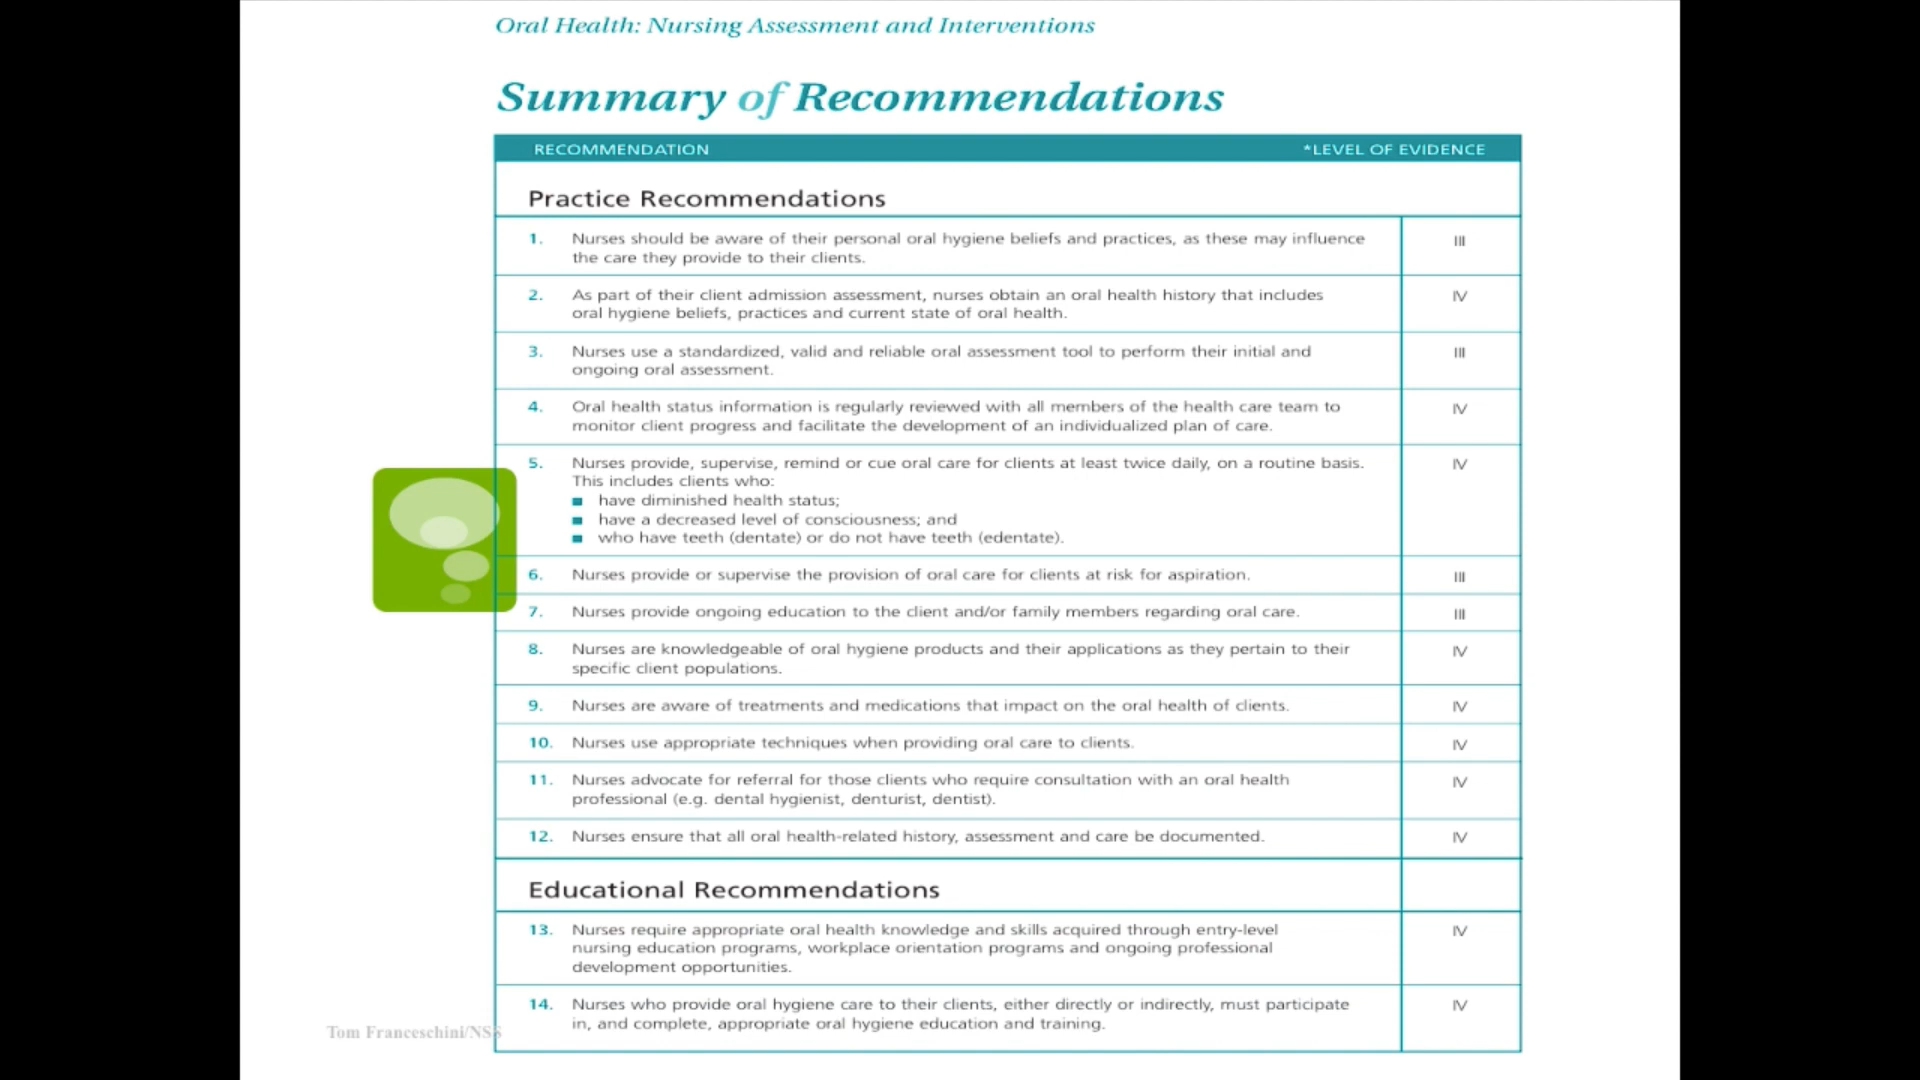 Oral Health: Nursing Assessment and Interventions
Summary of Recommendations
RECOMMENDATION *LEVEL OF EVIDENCE
Practice Recommendations
1. Nurses should be aware of their personal oral hygiene beliefs and practices, as these may influence III
the care they provide to their clients.
2. As part of their client admission assessment, nurses obtain an oral health history that includes IV
oral hygiene beliefs, practices and current state of oral health.
3. Nurses use a standardized, valid and reliable oral assessment tool to perform their initial and III
ongoing oral assessment.
4. Oral health status information is regularly reviewed with all members of the health care team to IV
monitor client progress and facilitate the development of an individualized plan of care.
5. Nurses provide, supervise, remind or cue oral care for clients at least twice daily, on a routine basis. IV
This includes clients who:
■ have diminished health status;
■ have a decreased level of consciousness; and
■ who have teeth (dentate) or do not have teeth (edentate).
6. Nurses provide or supervise the provision of oral care for clients at risk for aspiration. III
7. Nurses provide ongoing education to the client and/or family members regarding oral care. III
8. Nurses are knowledgeable of oral hygiene products and their applications as they pertain to their IV
specific client populations.
9. Nurses are aware of treatments and medications that impact on the oral health of clients. IV
10. Nurses use appropriate techniques when providing oral care to clients. IV
11. Nurses advocate for referral for those clients who require consultation with an oral health IV
professional (e.g. dental hygienist, denturist, dentist).
12. Nurses ensure that all oral health-related history, assessment and care be documented. IV
Educational Recommendations
13. Nurses require appropriate oral health knowledge and skills acquired through entry-level IV
nursing education programs, workplace orientation programs and ongoing professional
development opportunities.
14. Nurses who provide oral hygiene care to their clients, either directly or indirectly, must participate IV
in, and complete, appropriate oral hygiene education and training.
Tom Franceschini/NSS